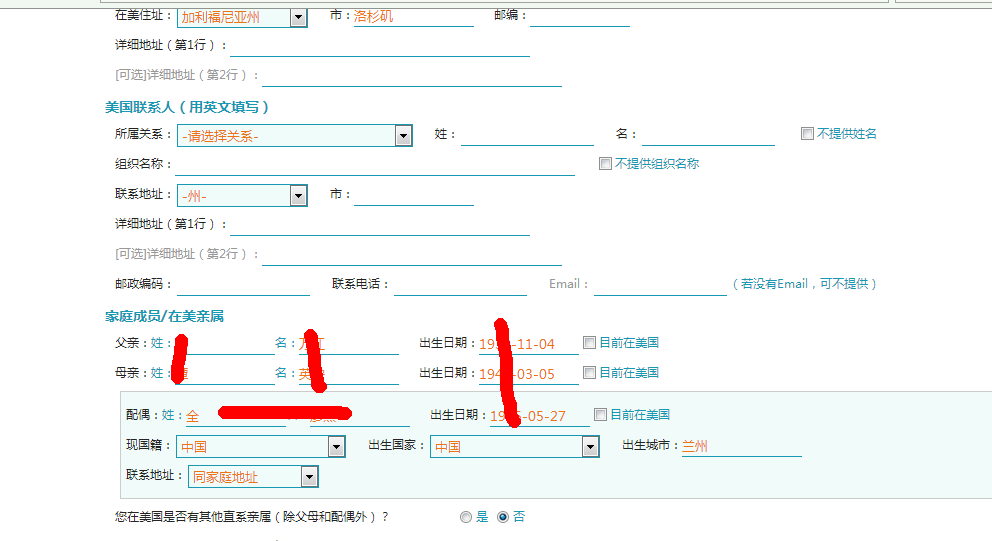 在美住址： 加利福尼亚州 市： 洛杉矶 邮编：
详细地址（第1行）：
[可选]详细地址（第2行）：
美国联系人（用英文填写）
所属关系： -请选择关系- 姓： 名： 不提供姓名
组织名称： 不提供组织名称
联系地址： -州- 市：
详细地址（第1行）：
[可选]详细地址（第2行）：
邮政编码： 联系电话： Email： （若没有Email，可不提供）
家庭成员/在美亲属
父亲：姓： 名： 出生日期： -11-04 目前在美国
母亲：姓： 名： 出生日期： -03-05 目前在美国
配偶：姓： 全 出生日期： -05-27 目前在美国
现国籍： 中国 出生国家： 中国 出生城市： 兰州
联系地址： 同家庭地址
您在美国是否有其他直系亲属（除父母和配偶外）？ 是 否